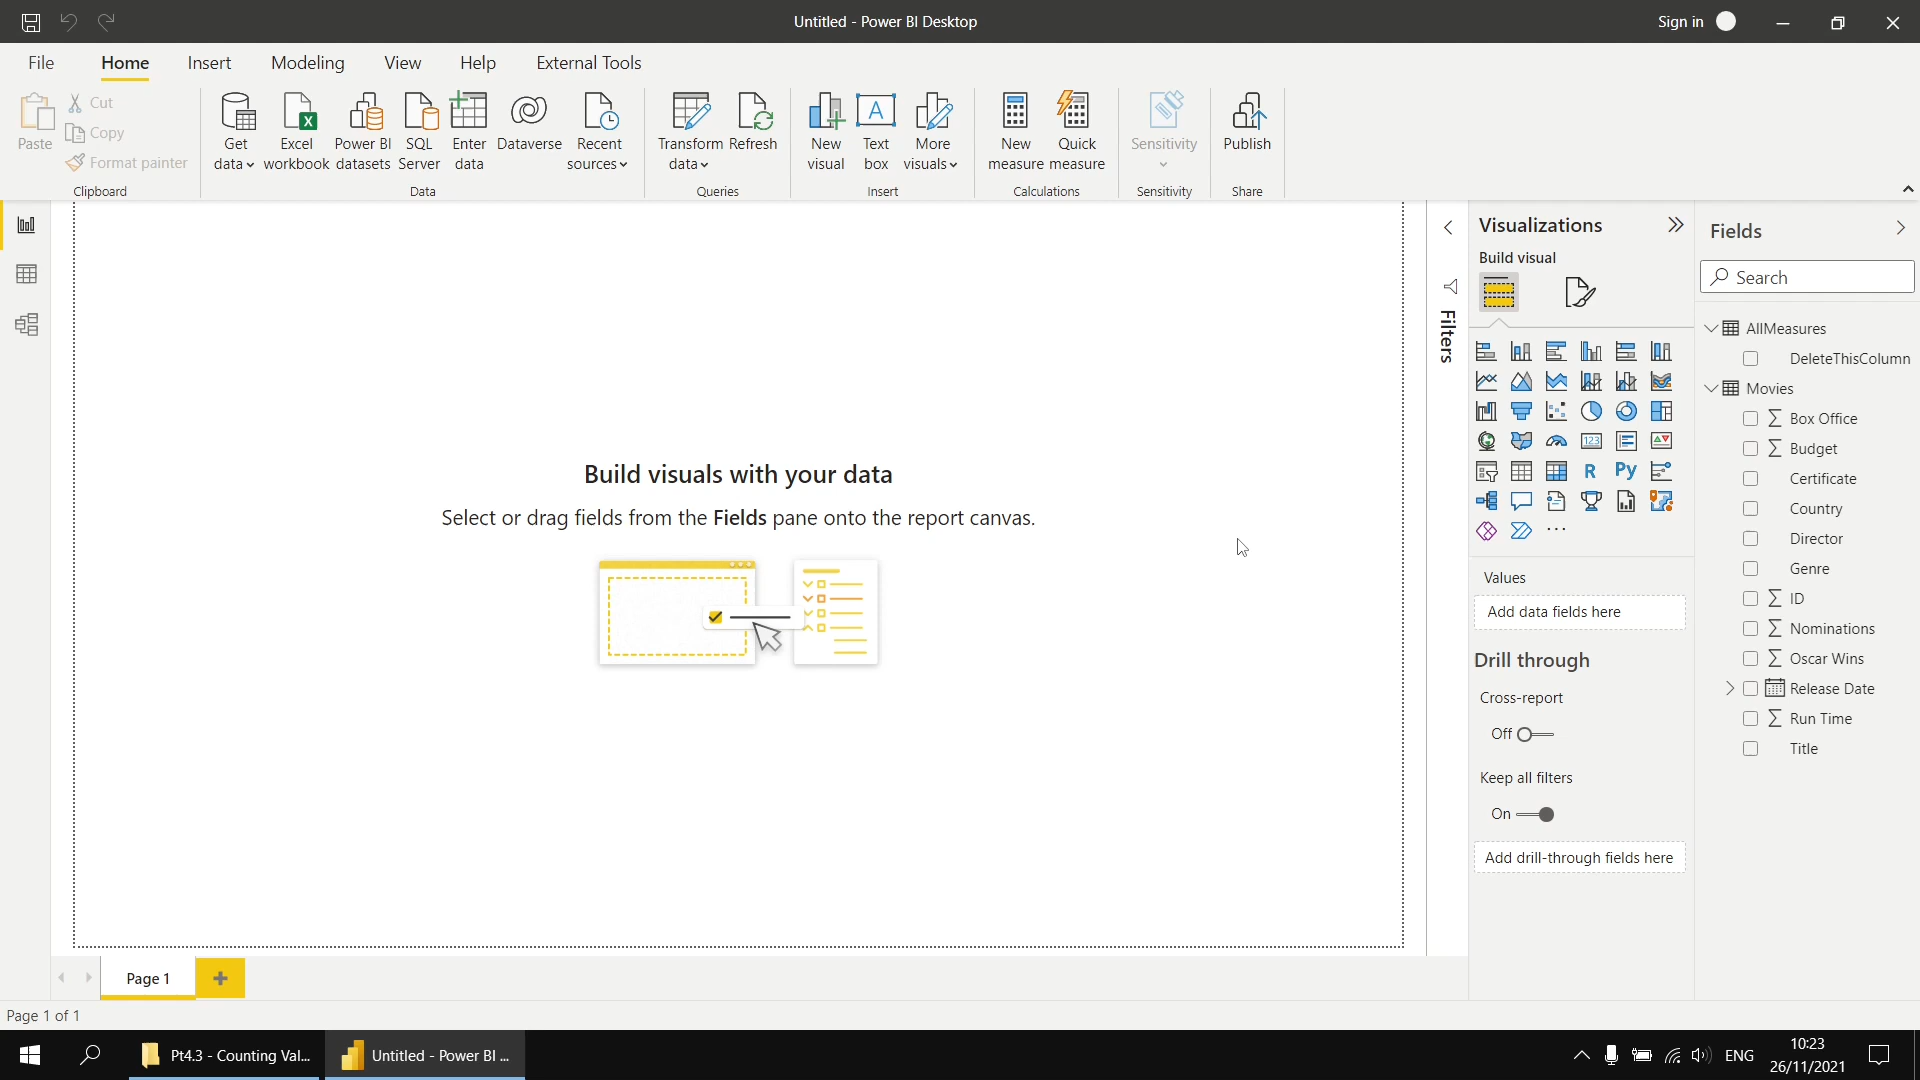 Untitled - Power BI Desktop
Sign in
File
Home
Insert
Modeling
View
Help
External Tools
Paste
Cut
Copy
Format painter
Clipboard
Get data
Excel workbook
Power BI datasets
SQL Server
Enter data
Dataverse
Recent sources
Data
Transform data
Refresh
Queries
New visual
Text box
More visuals
Insert
New measure
Quick measure
Calculations
Sensitivity
Sensitivity
Publish
Share
Build visuals with your data
Select or drag fields from the Fields pane onto the report canvas.
Filters
Visualizations
Build visual
123
R
Py
Values
Add data fields here
Drill through
Cross-report
Off
Keep all filters
On
Add drill-through fields here
Fields
Search
AllMeasures
DeleteThisColumn
Movies
Box Office
Budget
Certificate
Country
Director
Genre
ID
Nominations
Oscar Wins
Release Date
Run Time
Title
Page 1
Page 1 of 1
Pt4.3 - Counting Val...
Untitled - Power BI ...
ENG
10:23
26/11/2021